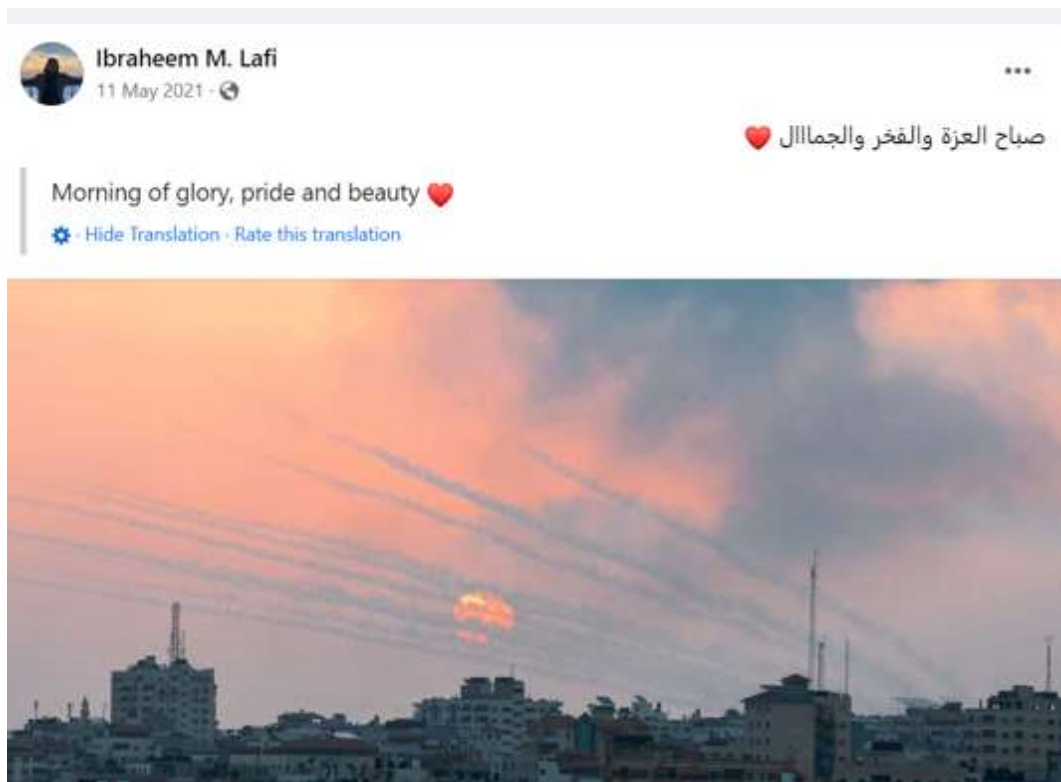 Ibraheem M. Lafi
11 May 2021 ·
صباح العزة والفخر والجمااال ❤️
Morning of glory, pride and beauty ❤️
· Hide Translation · Rate this translation